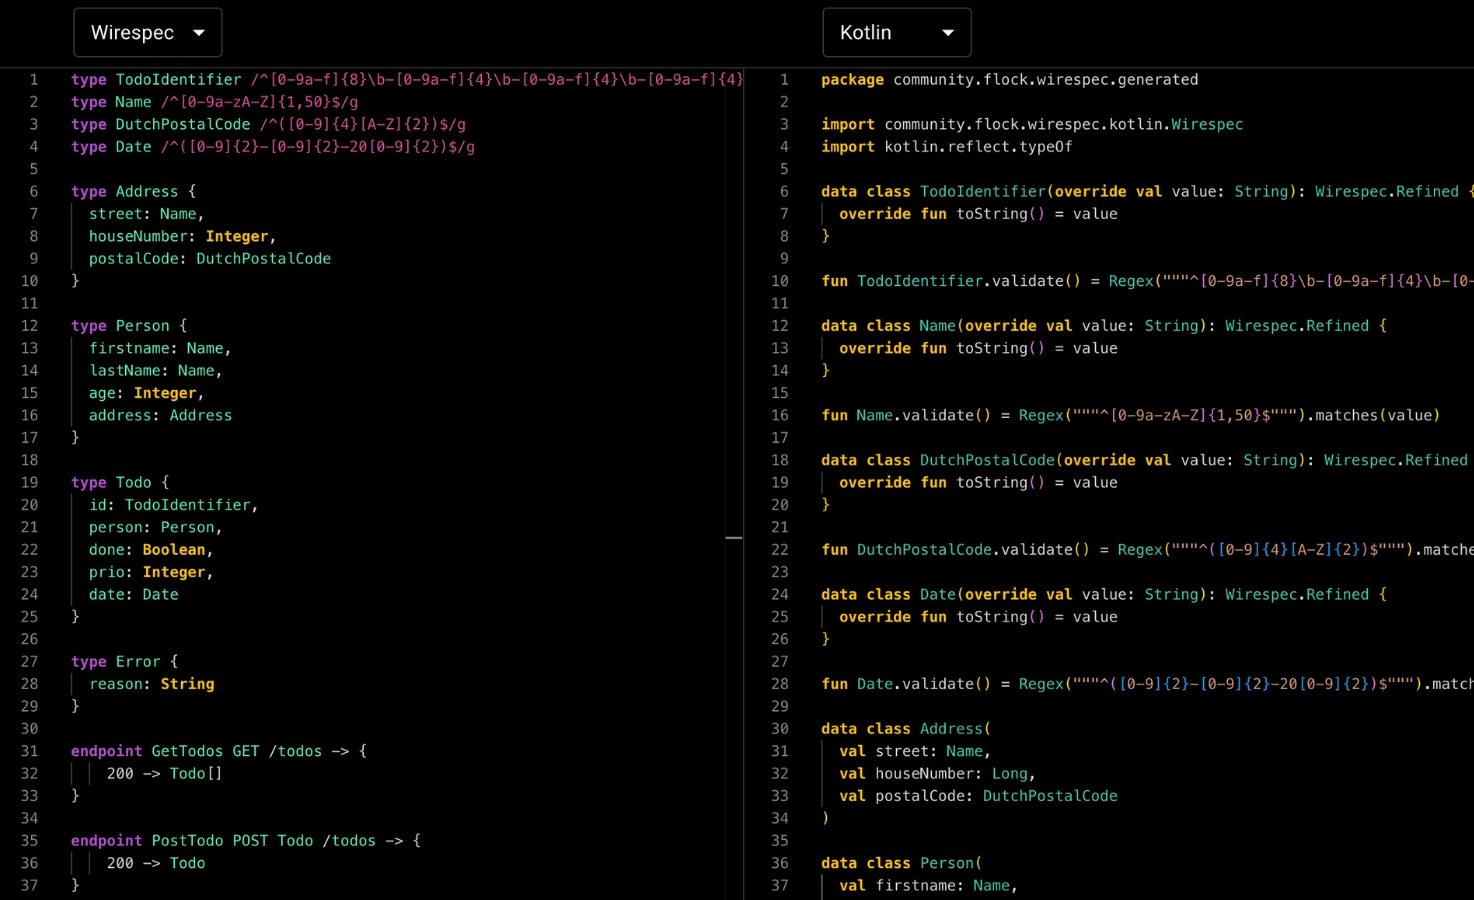 Wirespec
1 type TodoIdentifier /^[0-9a-f]{8}\b-[0-9a-f]{4}\b-[0-9a-f]{4}\b-[0-9a-f]{4}
2 type Name /^[0-9a-zA-Z]{1,50}$/g
3 type DutchPostalCode /^([0-9]{4}[A-Z]{2})$/g
4 type Date /^([0-9]{2}-[0-9]{2}-20[0-9]{2})$/g
5
6 type Address {
7 street: Name,
8 houseNumber: Integer,
9 postalCode: DutchPostalCode
10 }
11
12 type Person {
13 firstname: Name,
14 lastName: Name,
15 age: Integer,
16 address: Address
17 }
18
19 type Todo {
20 id: TodoIdentifier,
21 person: Person,
22 done: Boolean,
23 prio: Integer,
24 date: Date
25 }
26
27 type Error {
28 reason: String
29 }
30
31 endpoint GetTodos GET /todos -> {
32 200 -> Todo[]
33 }
34
35 endpoint PostTodo POST Todo /todos -> {
36 200 -> Todo
37 }
Kotlin
1 package community.flock.wirespec.generated
2
3 import community.flock.wirespec.kotlin.Wirespec
4 import kotlin.reflect.typeOf
5
6 data class TodoIdentifier(override val value: String): Wirespec.Refined {
7 override fun toString() = value
8 }
9
10 fun TodoIdentifier.validate() = Regex("""^[0-9a-f]{8}\b-[0-9a-f]{4}\b-[0-
11
12 data class Name(override val value: String): Wirespec.Refined {
13 override fun toString() = value
14 }
15
16 fun Name.validate() = Regex("""^[0-9a-zA-Z]{1,50}$""").matches(value)
17
18 data class DutchPostalCode(override val value: String): Wirespec.Refined
19 override fun toString() = value
20 }
21
22 fun DutchPostalCode.validate() = Regex("""^([0-9]{4}[A-Z]{2})$""").matche
23
24 data class Date(override val value: String): Wirespec.Refined {
25 override fun toString() = value
26 }
27
28 fun Date.validate() = Regex("""^([0-9]{2}-[0-9]{2}-20[0-9]{2})$""").match
29
30 data class Address(
31 val street: Name,
32 val houseNumber: Long,
33 val postalCode: DutchPostalCode
34 )
35
36 data class Person(
37 val firstname: Name,